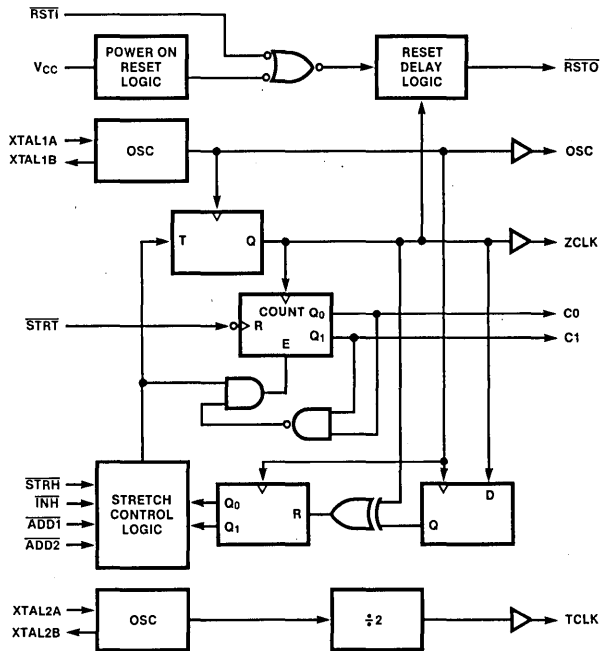 RSTI
VCC
POWER ON
RESET
LOGIC
RESET
DELAY
LOGIC
RSTO
XTAL1A
XTAL1B
OSC
OSC
T
Q
ZCLK
STRT
COUNT
R
E
Q0
Q1
C0
C1
STRH
INH
ADD1
ADD2
STRETCH
CONTROL
LOGIC
Q0
Q1
R
Q
D
XTAL2A
XTAL2B
OSC
÷2
TCLK